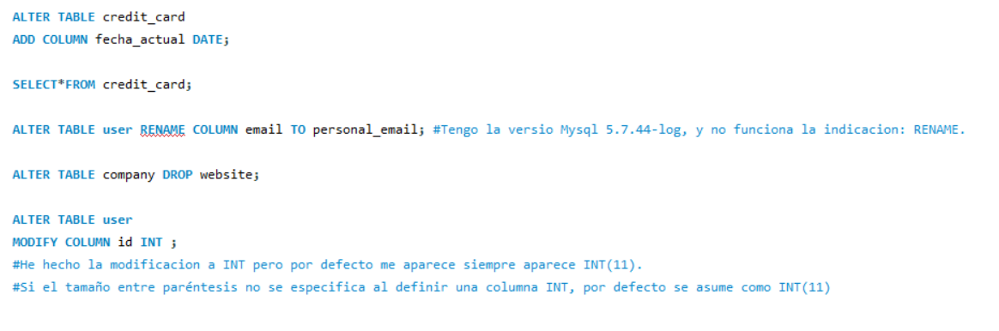 ALTER TABLE credit_card
ADD COLUMN fecha_actual DATE;
SELECT*FROM credit_card;
ALTER TABLE user RENAME COLUMN email TO personal_email; #Tengo la versio Mysql 5.7.44-log, y no funciona la indicacion: RENAME.
ALTER TABLE company DROP website;
ALTER TABLE user
MODIFY COLUMN id INT ;
#He hecho la modificacion a INT pero por defecto me aparece siempre aparece INT(11).
#Si el tamaño entre paréntesis no se especifica al definir una columna INT, por defecto se asume como INT(11)